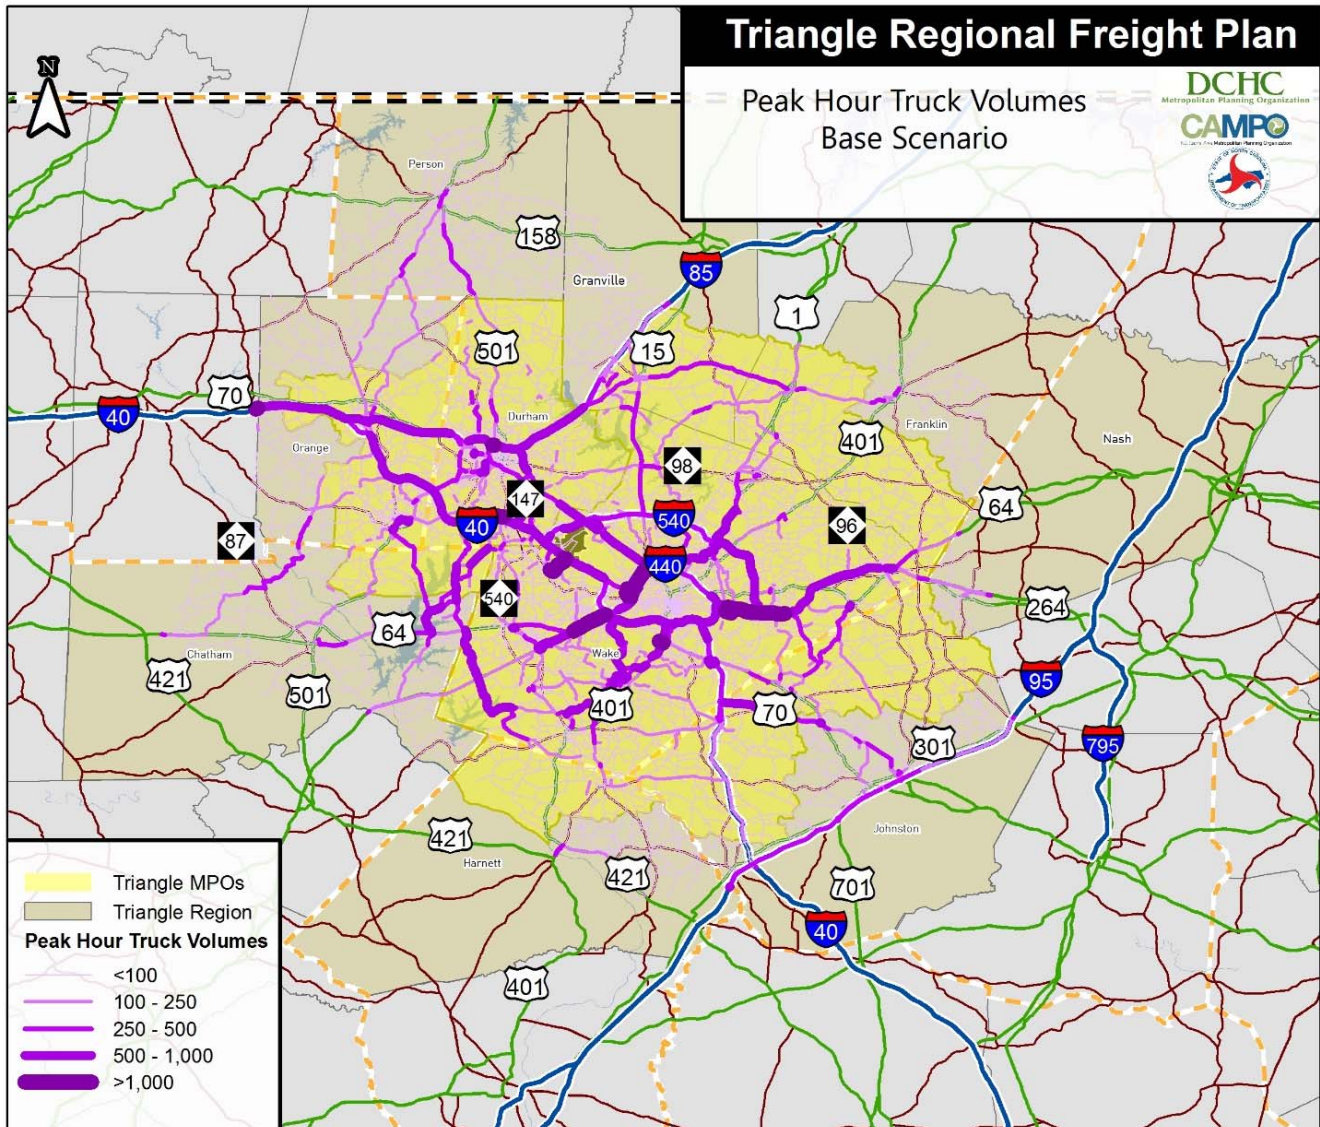 Triangle Regional Freight Plan
Peak Hour Truck Volumes
Base Scenario
DCHC
Metropolitan Planning Organization
CAMPO
Metropolitan Planning Organization
N
Person
158
Granville
85
1
501
15
70
40
Durham
Orange
Franklin
401
Nash
98
147
64
40
540
96
87
440
540
264
64
Wake
Chatham
421
501
401
70
95
301
795
421
Harnett
Johnston
421
701
40
401
Triangle MPOs
Triangle Region
Peak Hour Truck Volumes
<100
100 - 250
250 - 500
500 - 1,000
>1,000